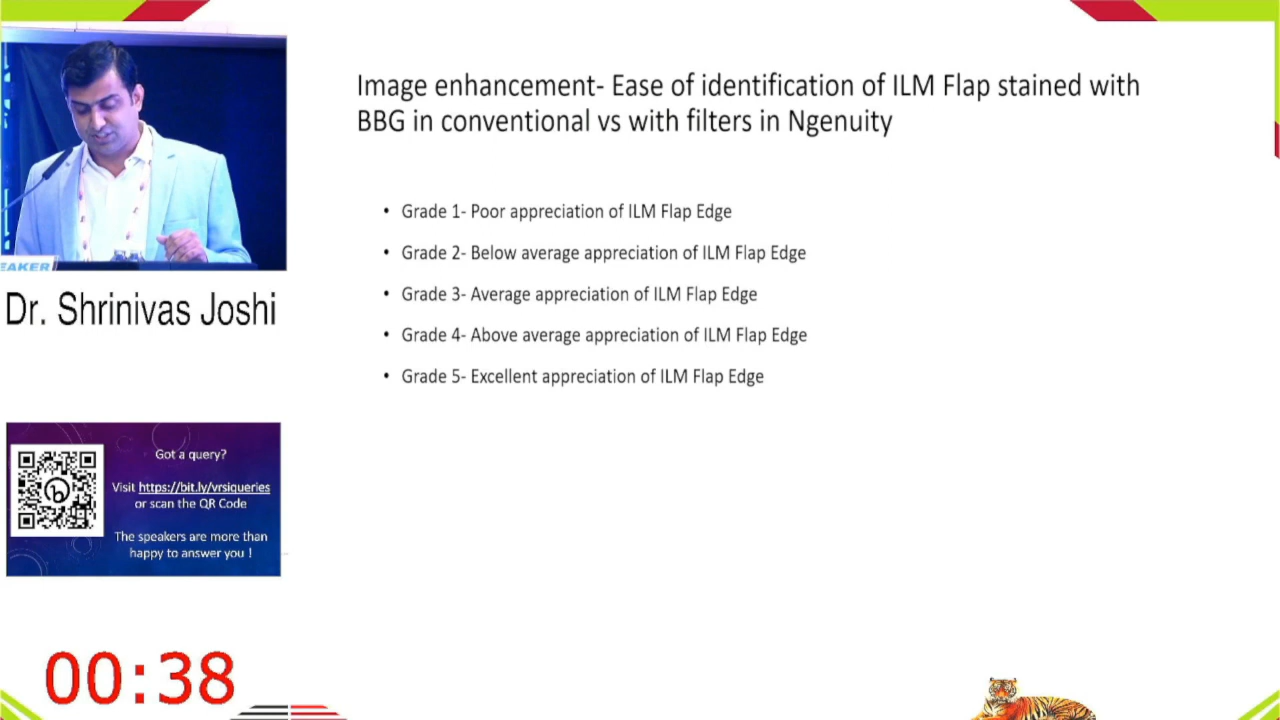 Image enhancement- Ease of identification of ILM Flap stained with
BBG in conventional vs with filters in Ngenuity
• Grade 1- Poor appreciation of ILM Flap Edge
• Grade 2- Below average appreciation of ILM Flap Edge
• Grade 3- Average appreciation of ILM Flap Edge
• Grade 4- Above average appreciation of ILM Flap Edge
• Grade 5- Excellent appreciation of ILM Flap Edge
EAKER
Dr. Shrinivas Joshi
Got a query?
Visit https://bit.ly/vrsiqueries
or scan the QR Code
The speakers are more than
happy to answer you !
00:38